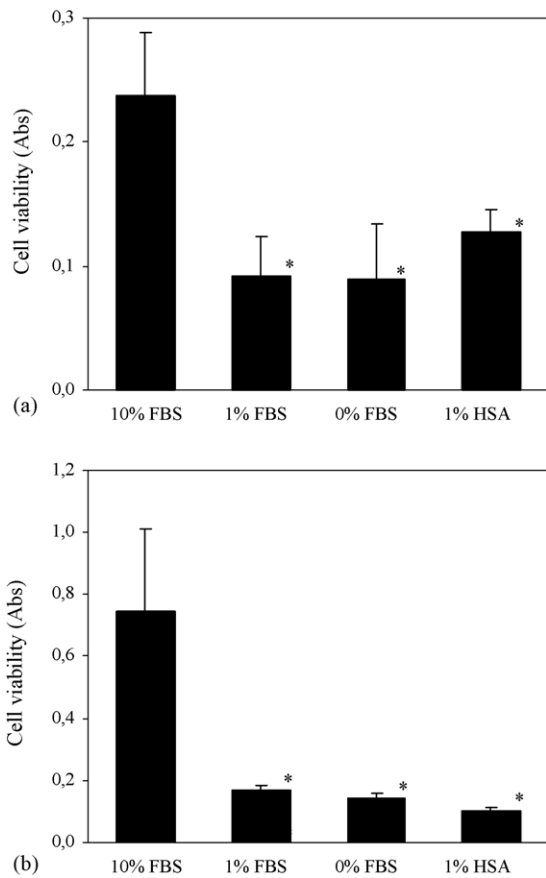 0,3
0,2
0,1
0,0
Cell viability (Abs)
* * *
(a)
10% FBS 1% FBS 0% FBS 1% HSA
1,2
1,0
0,8
0,6
0,4
0,2
0,0
Cell viability (Abs)
* * *
(b)
10% FBS 1% FBS 0% FBS 1% HSA